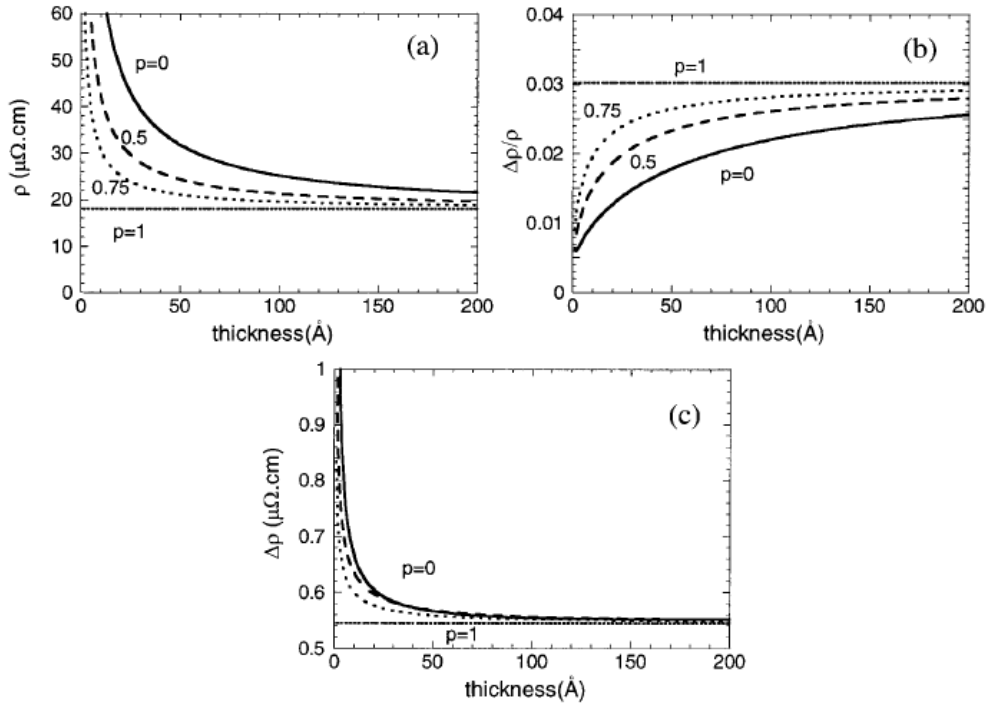 (a)
60
50
40
30
20
10
0
p=0
0.5
0.75
p=1
ρ (μΩ.cm)
0 50 100 150 200
thickness(Å)
(b)
0.04
0.03
0.02
0.01
0
p=1
0.75
0.5
p=0
Δρ/ρ
0 50 100 150 200
thickness(Å)
(c)
1
0.9
0.8
0.7
0.6
0.5
p=0
p=1
Δρ (μΩ.cm)
0 50 100 150 200
thickness(Å)